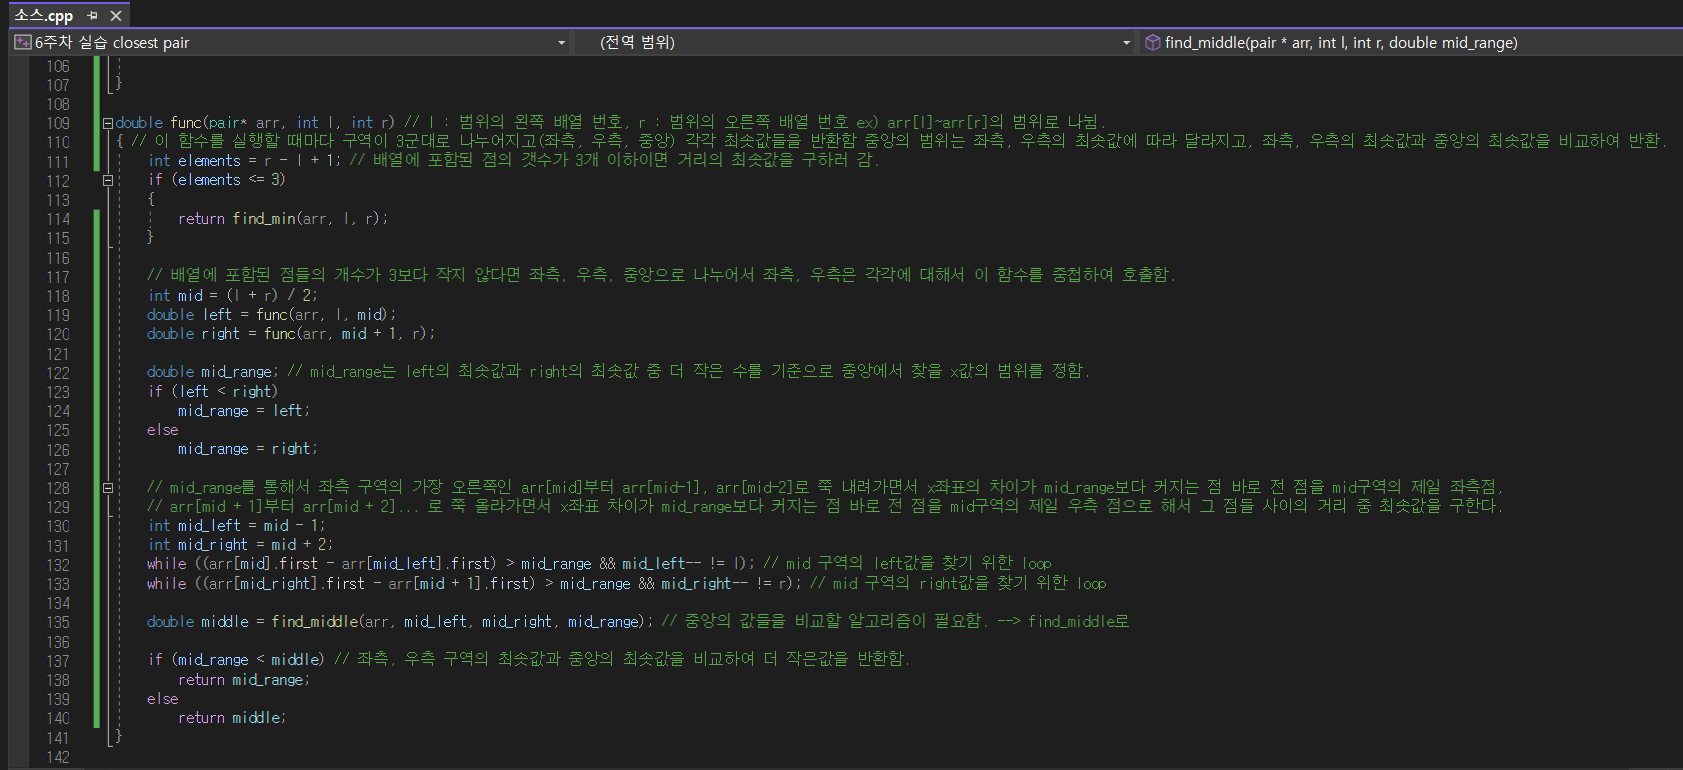 소스.cpp
6주차 실습 closest pair
(전역 범위)
find_middle(pair * arr, int l, int r, double mid_range)
106
107 }
108
109 double func(pair* arr, int l, int r) // l : 범위의 왼쪽 배열 번호, r : 범위의 오른쪽 배열 번호 ex) arr[l]~arr[r]의 범위로 나뉨.
110 { // 이 함수를 실행할 때마다 구역이 3군대로 나누어지고(좌측, 우측, 중앙) 각각 최솟값들을 반환함 중앙의 범위는 좌측, 우측의 최솟값에 따라 달라지고, 좌측, 우측의 최솟값과 중앙의 최솟값을 비교하여 반환.
111 int elements = r - l + 1; // 배열에 포함된 점의 갯수가 3개 이하이면 거리의 최솟값을 구하러 감.
112 if (elements <= 3)
113 {
114 return find_min(arr, l, r);
115 }
116
117 // 배열에 포함된 점들의 개수가 3보다 작지 않다면 좌측, 우측, 중앙으로 나누어서 좌측, 우측은 각각에 대해서 이 함수를 중첩하여 호출함.
118 int mid = (l + r) / 2;
119 double left = func(arr, l, mid);
120 double right = func(arr, mid + 1, r);
121
122 double mid_range; // mid_range는 left의 최솟값과 right의 최솟값 중 더 작은 수를 기준으로 중앙에서 찾을 x값의 범위를 정함.
123 if (left < right)
124 mid_range = left;
125 else
126 mid_range = right;
127
128 // mid_range를 통해서 좌측 구역의 가장 오른쪽인 arr[mid]부터 arr[mid-1], arr[mid-2]로 쭉 내려가면서 x좌표의 차이가 mid_range보다 커지는 점 바로 전 점을 mid구역의 제일 좌측점,
129 // arr[mid + 1]부터 arr[mid + 2]... 로 쭉 올라가면서 x좌표 차이가 mid_range보다 커지는 점 바로 전 점을 mid구역의 제일 우측 점으로 해서 그 점들 사이의 거리 중 최솟값을 구한다.
130 int mid_left = mid - 1;
131 int mid_right = mid + 2;
132 while ((arr[mid].first - arr[mid_left].first) > mid_range && mid_left-- != l); // mid 구역의 left값을 찾기 위한 loop
133 while ((arr[mid_right].first - arr[mid + 1].first) > mid_range && mid_right-- != r); // mid 구역의 right값을 찾기 위한 loop
134
135 double middle = find_middle(arr, mid_left, mid_right, mid_range); // 중앙의 값들을 비교할 알고리즘이 필요함. --> find_middle로
136
137 if (mid_range < middle) // 좌측, 우측 구역의 최솟값과 중앙의 최솟값을 비교하여 더 작은값을 반환함.
138 return mid_range;
139 else
140 return middle;
141 }
142